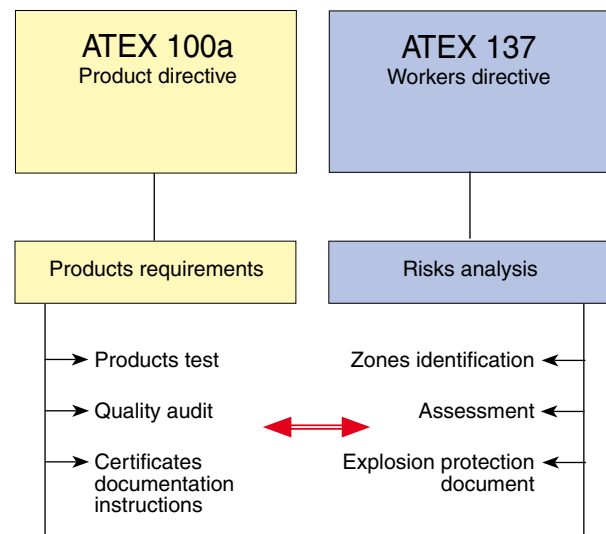 ATEX 100a
Product directive
ATEX 137
Workers directive
Products requirements
Risks analysis
Products test
Quality audit
Certificates
documentation
instructions
Zones identification
Assessment
Explosion protection
document